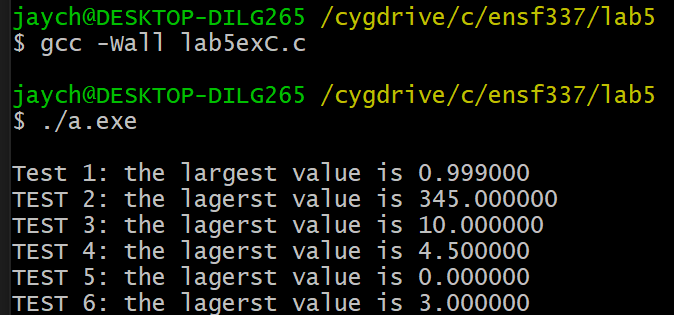 jaych@DESKTOP-DILG265 /cygdrive/c/ensf337/lab5
$ gcc -Wall lab5exC.c
jaych@DESKTOP-DILG265 /cygdrive/c/ensf337/lab5
$ ./a.exe
Test 1: the largest value is 0.999000
TEST 2: the lagerst value is 345.000000
TEST 3: the lagerst value is 10.000000
TEST 4: the lagerst value is 4.500000
TEST 5: the lagerst value is 0.000000
TEST 6: the lagerst value is 3.000000